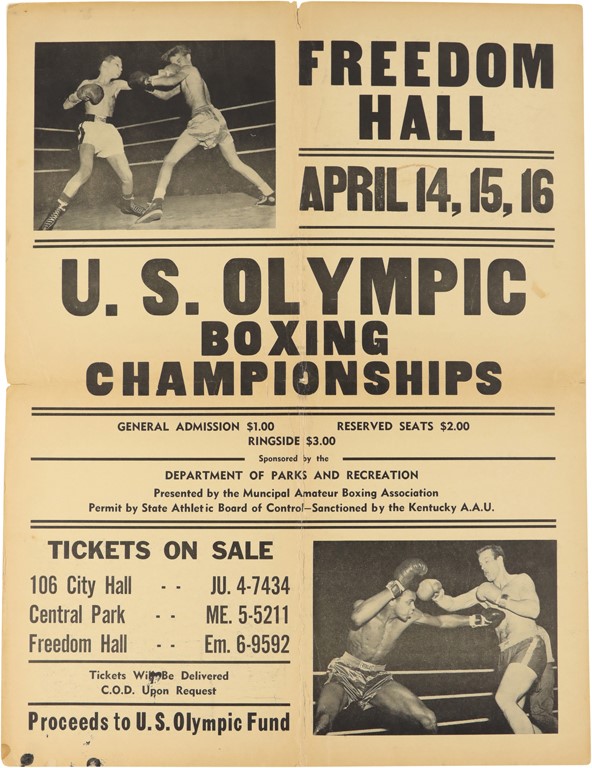 FREEDOM
HALL
APRIL 14, 15, 16
U. S. OLYMPIC
BOXING
CHAMPIONSHIPS
GENERAL ADMISSION $1.00 RESERVED SEATS $2.00
RINGSIDE $3.00
Sponsored by the
DEPARTMENT OF PARKS AND RECREATION
Presented by the Muncipal Amateur Boxing Association
Permit by State Athletic Board of Control—Sanctioned by the Kentucky A.A.U.
TICKETS ON SALE
106 City Hall - - JU. 4-7434
Central Park - - ME. 5-5211
Freedom Hall - - Em. 6-9592
Tickets Will Be Delivered
C.O.D. Upon Request
Proceeds to U.S. Olympic Fund